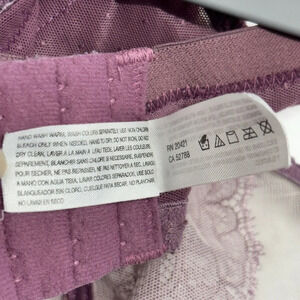 HAND WASH WARM, WASH COLORS SEPARATELY, USE NON CHLORINE
BLEACH ONLY WHEN NEEDED, HANG TO DRY, DO NOT IRON, DO NOT
DRY CLEAN, LAVER À LA MAIN À L'EAU TIEDE, LAVER LES COULEURS
SEPAREMENT, BLANCHIR SANS CHLORE SI NECESSAIRE, SUSPENDRE
POUR SECHER, NE PAS REPASSER, NE PAS NETTOYER A SEC,
A MANO CON AGUA TIBIA, LAVAR COLORES SEPARADOS, USE SOLO
BLANQUEADOR SIN CLORO, COLGAR PARA SECAR, NO PLANCHAR,
NO LAVAR EN SECO
RN 20421
CA 52788